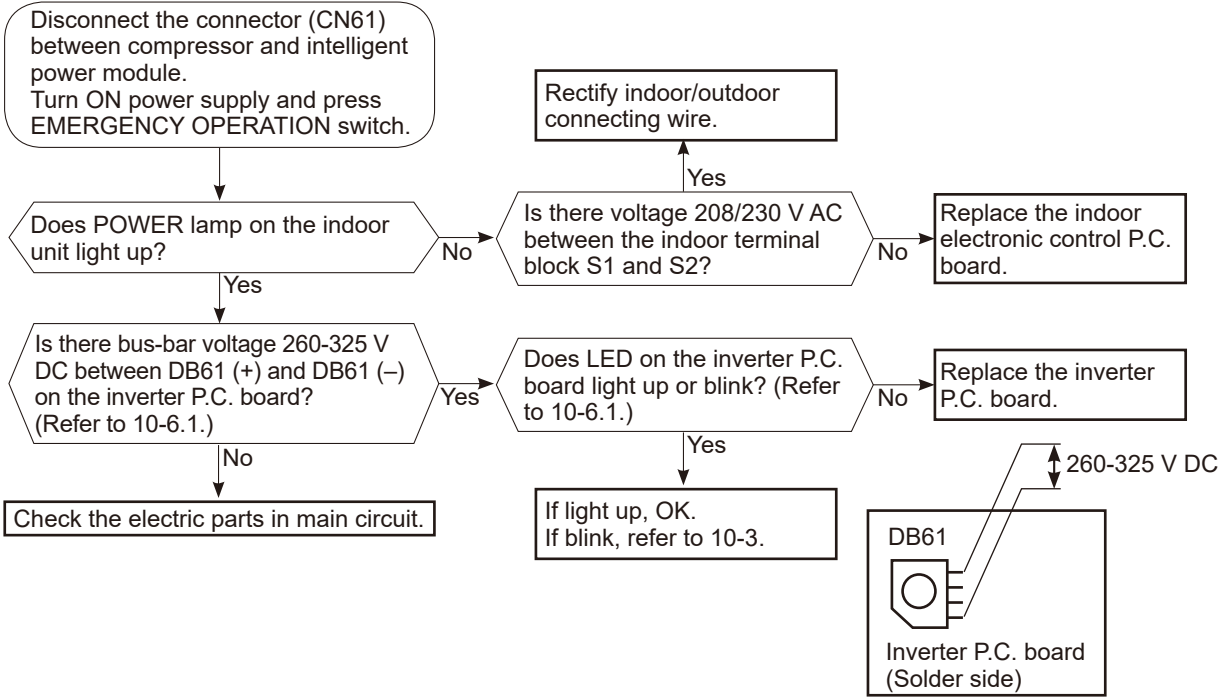 Disconnect the connector (CN61)
between compressor and intelligent
power module.
Turn ON power supply and press
EMERGENCY OPERATION switch.
Rectify indoor/outdoor
connecting wire.
Yes
Does POWER lamp on the indoor
unit light up?
No
Is there voltage 208/230 V AC
between the indoor terminal
block S1 and S2?
No
Replace the indoor
electronic control P.C.
board.
Yes
Is there bus-bar voltage 260-325 V
DC between DB61 (+) and DB61 (–)
on the inverter P.C. board?
(Refer to 10-6.1.)
Yes
Does LED on the inverter P.C.
board light up or blink? (Refer
to 10-6.1.)
No
Replace the inverter
P.C. board.
No
Yes
Check the electric parts in main circuit.
If light up, OK.
If blink, refer to 10-3.
260-325 V DC
DB61
Inverter P.C. board
(Solder side)